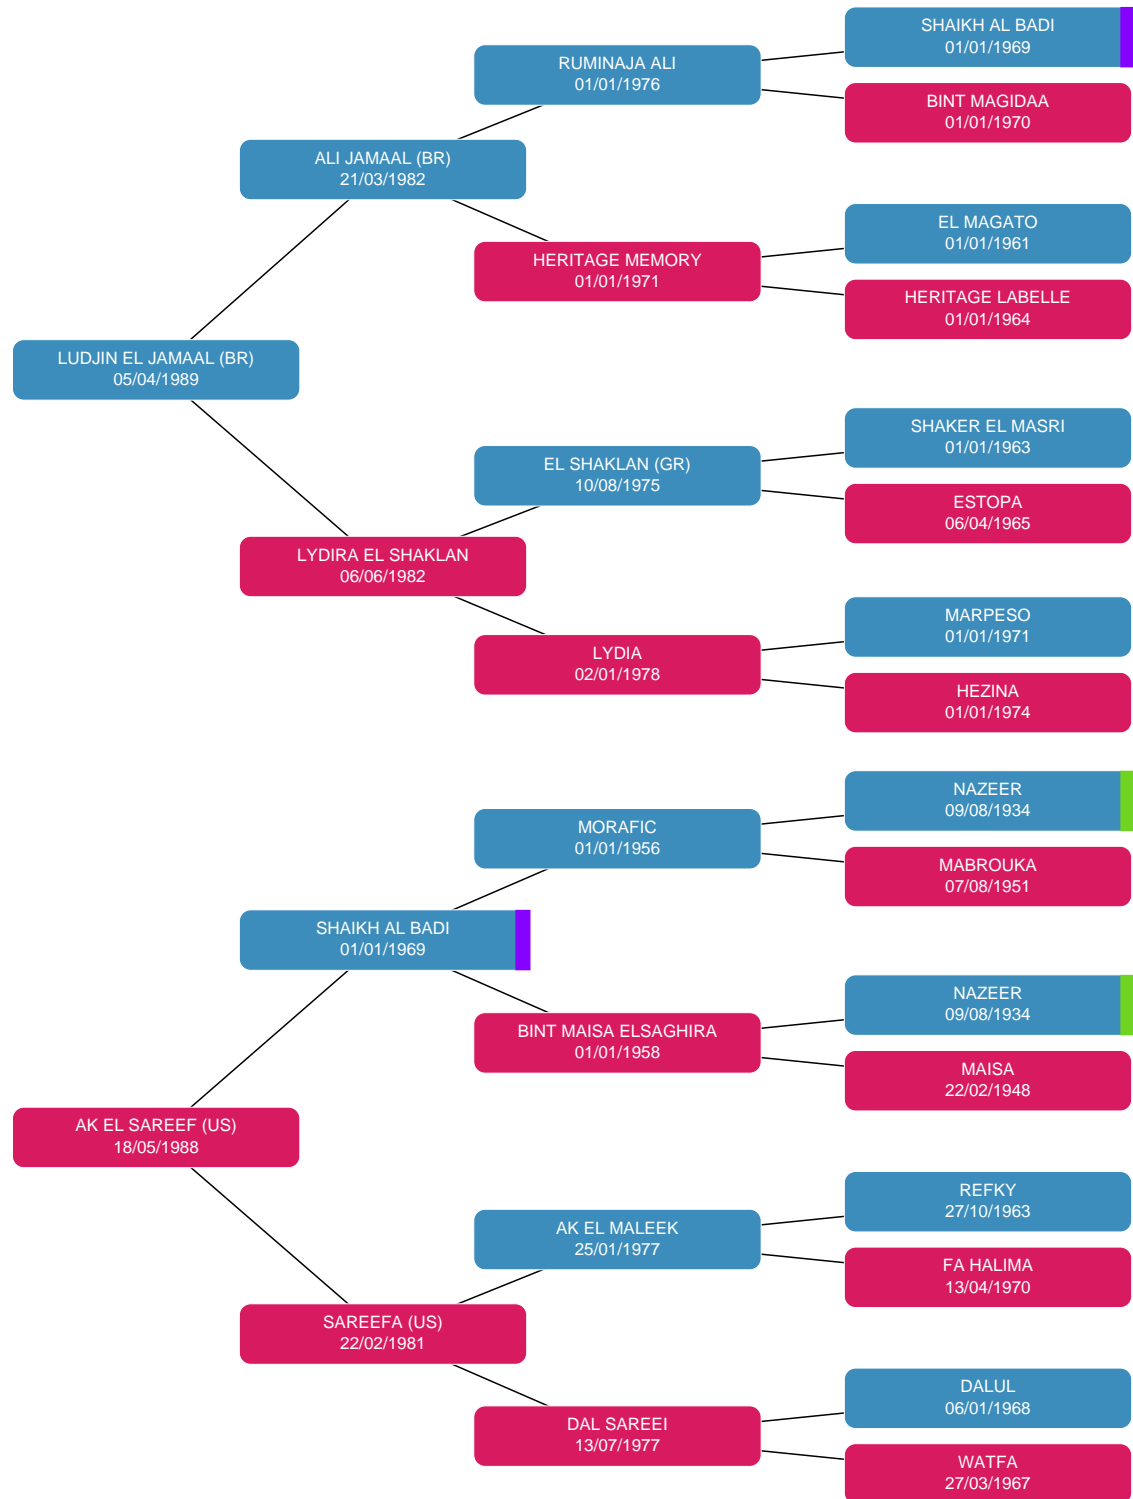 SHAIKH AL BADI
01/01/1969
RUMINAJA ALI
01/01/1976
BINT MAGIDAA
01/01/1970
ALI JAMAAL (BR)
21/03/1982
EL MAGATO
01/01/1961
HERITAGE MEMORY
01/01/1971
HERITAGE LABELLE
01/01/1964
LUDJIN EL JAMAAL (BR)
05/04/1989
SHAKER EL MASRI
01/01/1963
EL SHAKLAN (GR)
10/08/1975
ESTOPA
06/04/1965
LYDIRA EL SHAKLAN
06/06/1982
MARPESO
01/01/1971
LYDIA
02/01/1978
HEZINA
01/01/1974
NAZEER
09/08/1934
MORAFIC
01/01/1956
MABROUKA
07/08/1951
SHAIKH AL BADI
01/01/1969
NAZEER
09/08/1934
BINT MAISA ELSAGHIRA
01/01/1958
MAISA
22/02/1948
AK EL SAREEF (US)
18/05/1988
REFKY
27/10/1963
AK EL MALEEK
25/01/1977
FA HALIMA
13/04/1970
SAREEFA (US)
22/02/1981
DALUL
06/01/1968
DAL SAREEI
13/07/1977
WATFA
27/03/1967